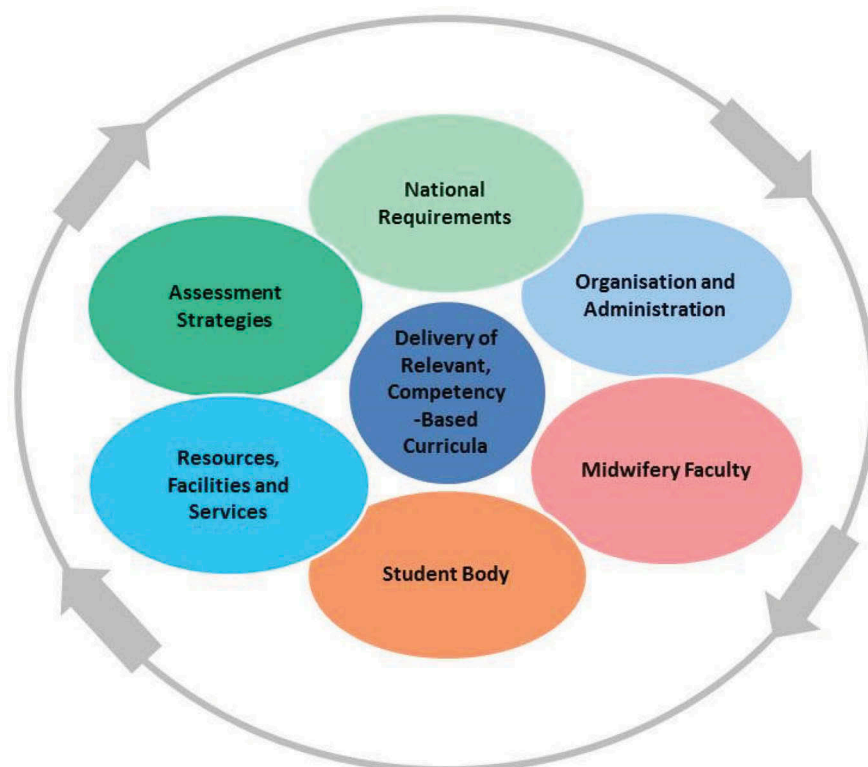 National
Requirements
Organisation and
Administration
Assessment
Strategies
Delivery of
Relevant,
Competency
-Based
Curricula
Midwifery Faculty
Resources,
Facilities and
Services
Student Body